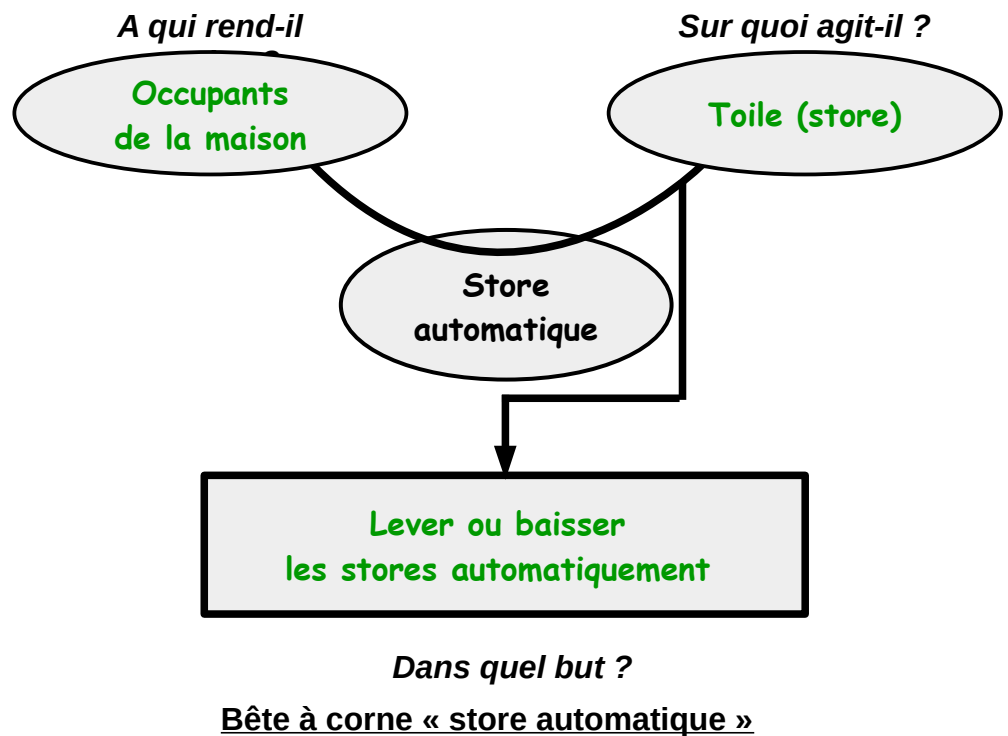 A qui rend-il
Sur quoi agit-il ?
Occupants
de la maison
Toile (store)
Store
automatique
Lever ou baisser
les stores automatiquement
Dans quel but ?
Bête à corne « store automatique »